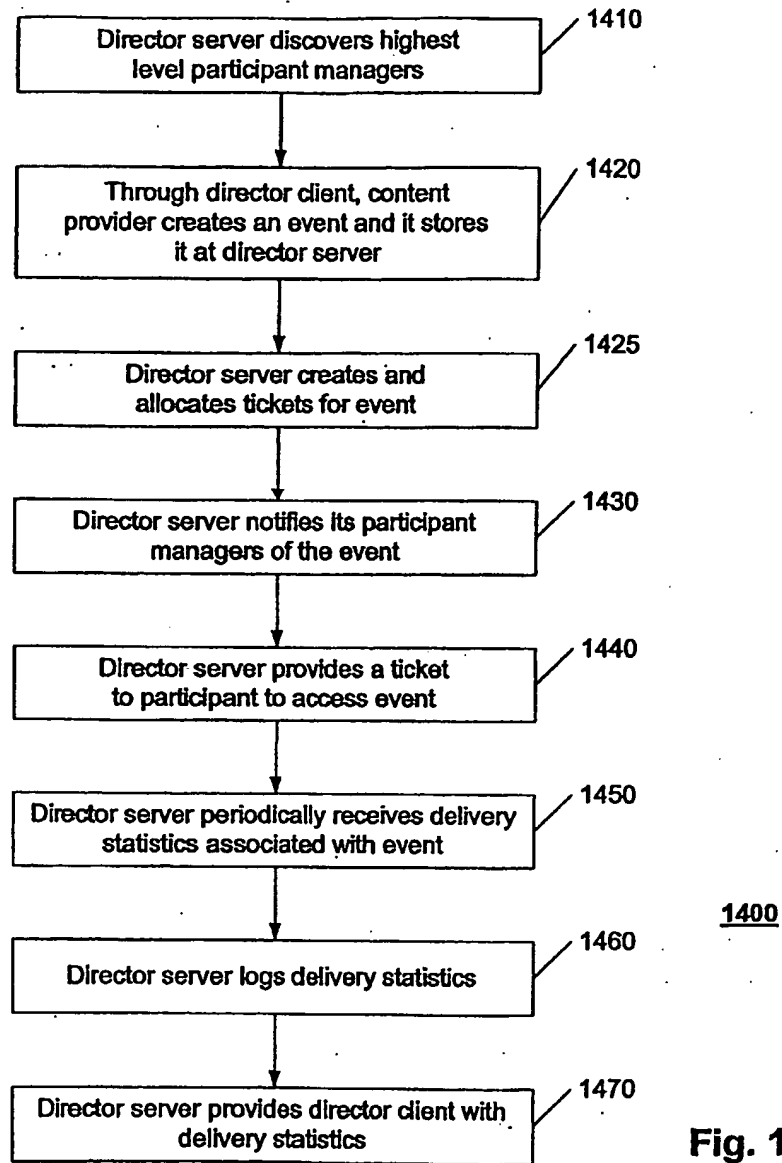 1410
Director server discovers highest
level participant managers
1420
Through director client, content
provider creates an event and it stores
it at director server
1425
Director server creates and
allocates tickets for event
1430
Director server notifies its participant
managers of the event
1440
Director server provides a ticket
to participant to access event
1450
Director server periodically receives delivery
statistics associated with event
1400
1460
Director server logs delivery statistics
1470
Director server provides director client with
delivery statistics
Fig. 1